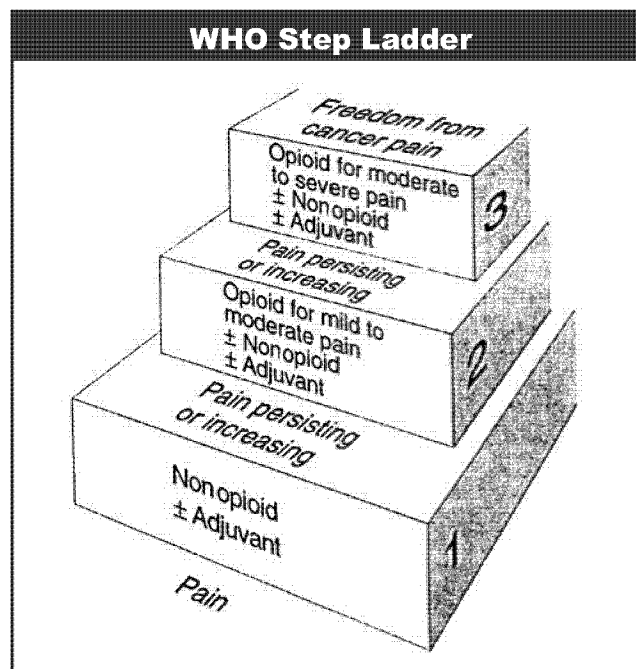 WHO Step Ladder
Freedom from
cancer pain
Opioid for moderate
to severe pain
± Nonopioid
± Adjuvant
3
Pain persisting
or increasing
Opioid for mild to
moderate pain
± Nonopioid
± Adjuvant
2
Pain persisting
or increasing
Nonopioid
± Adjuvant
1
Pain